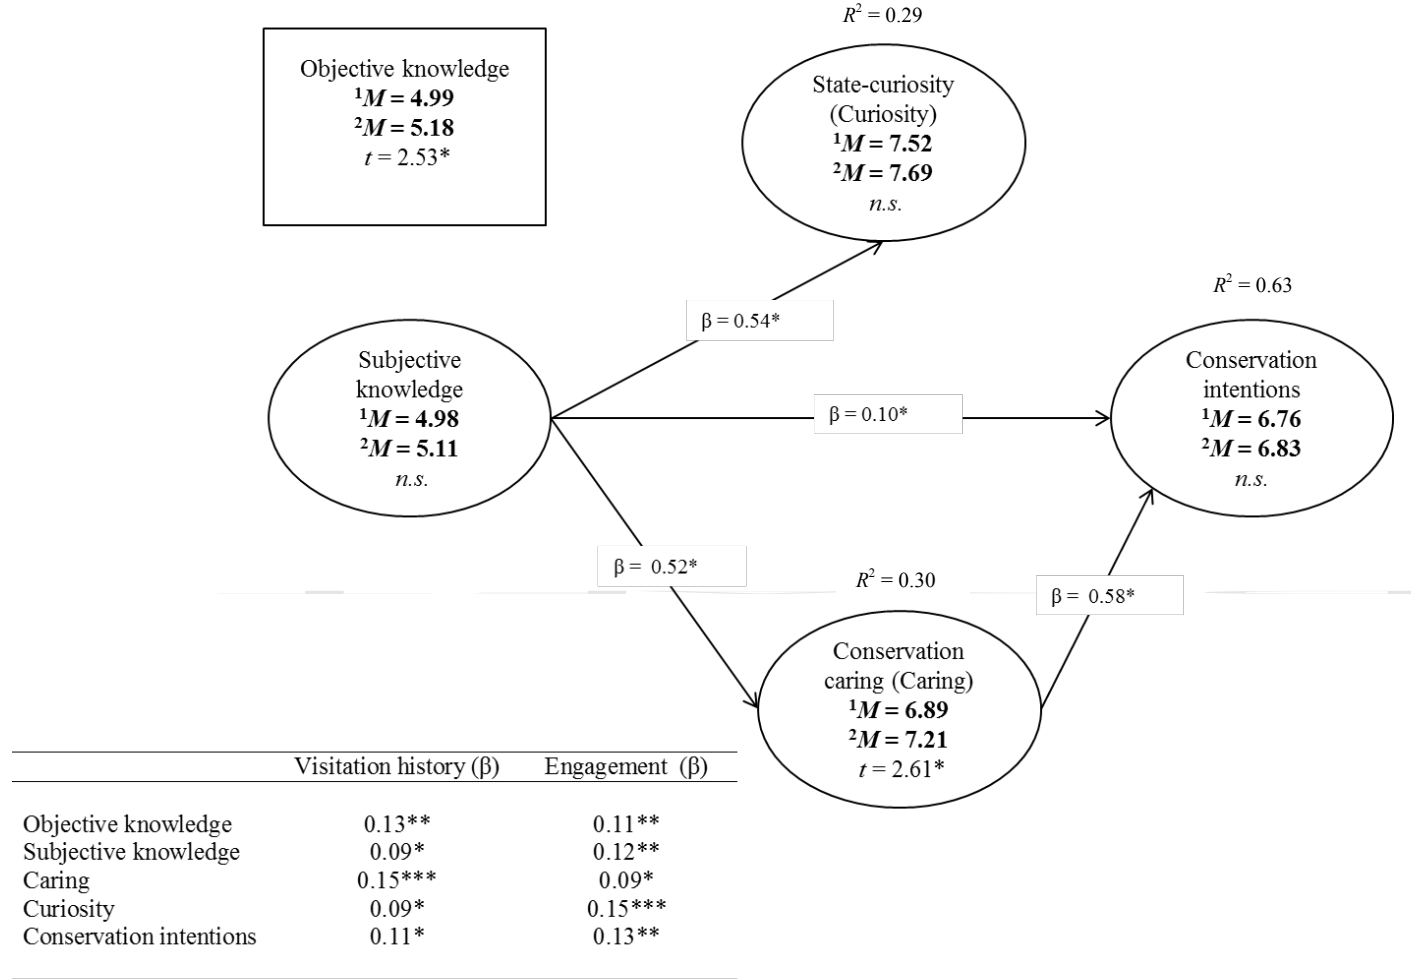 R² = 0.29
Objective knowledge
¹M = 4.99
²M = 5.18
t = 2.53*
State-curiosity
(Curiosity)
¹M = 7.52
²M = 7.69
n.s.
β = 0.54*
R² = 0.63
Subjective
knowledge
¹M = 4.98
²M = 5.11
n.s.
β = 0.10*
Conservation
intentions
¹M = 6.76
²M = 6.83
n.s.
β = 0.52*
R² = 0.30
β = 0.58*
Conservation
caring (Caring)
¹M = 6.89
²M = 7.21
t = 2.61*
Visitation history (β) Engagement (β)
Objective knowledge 0.13** 0.11**
Subjective knowledge 0.09* 0.12**
Caring 0.15*** 0.09*
Curiosity 0.09* 0.15***
Conservation intentions 0.11* 0.13**